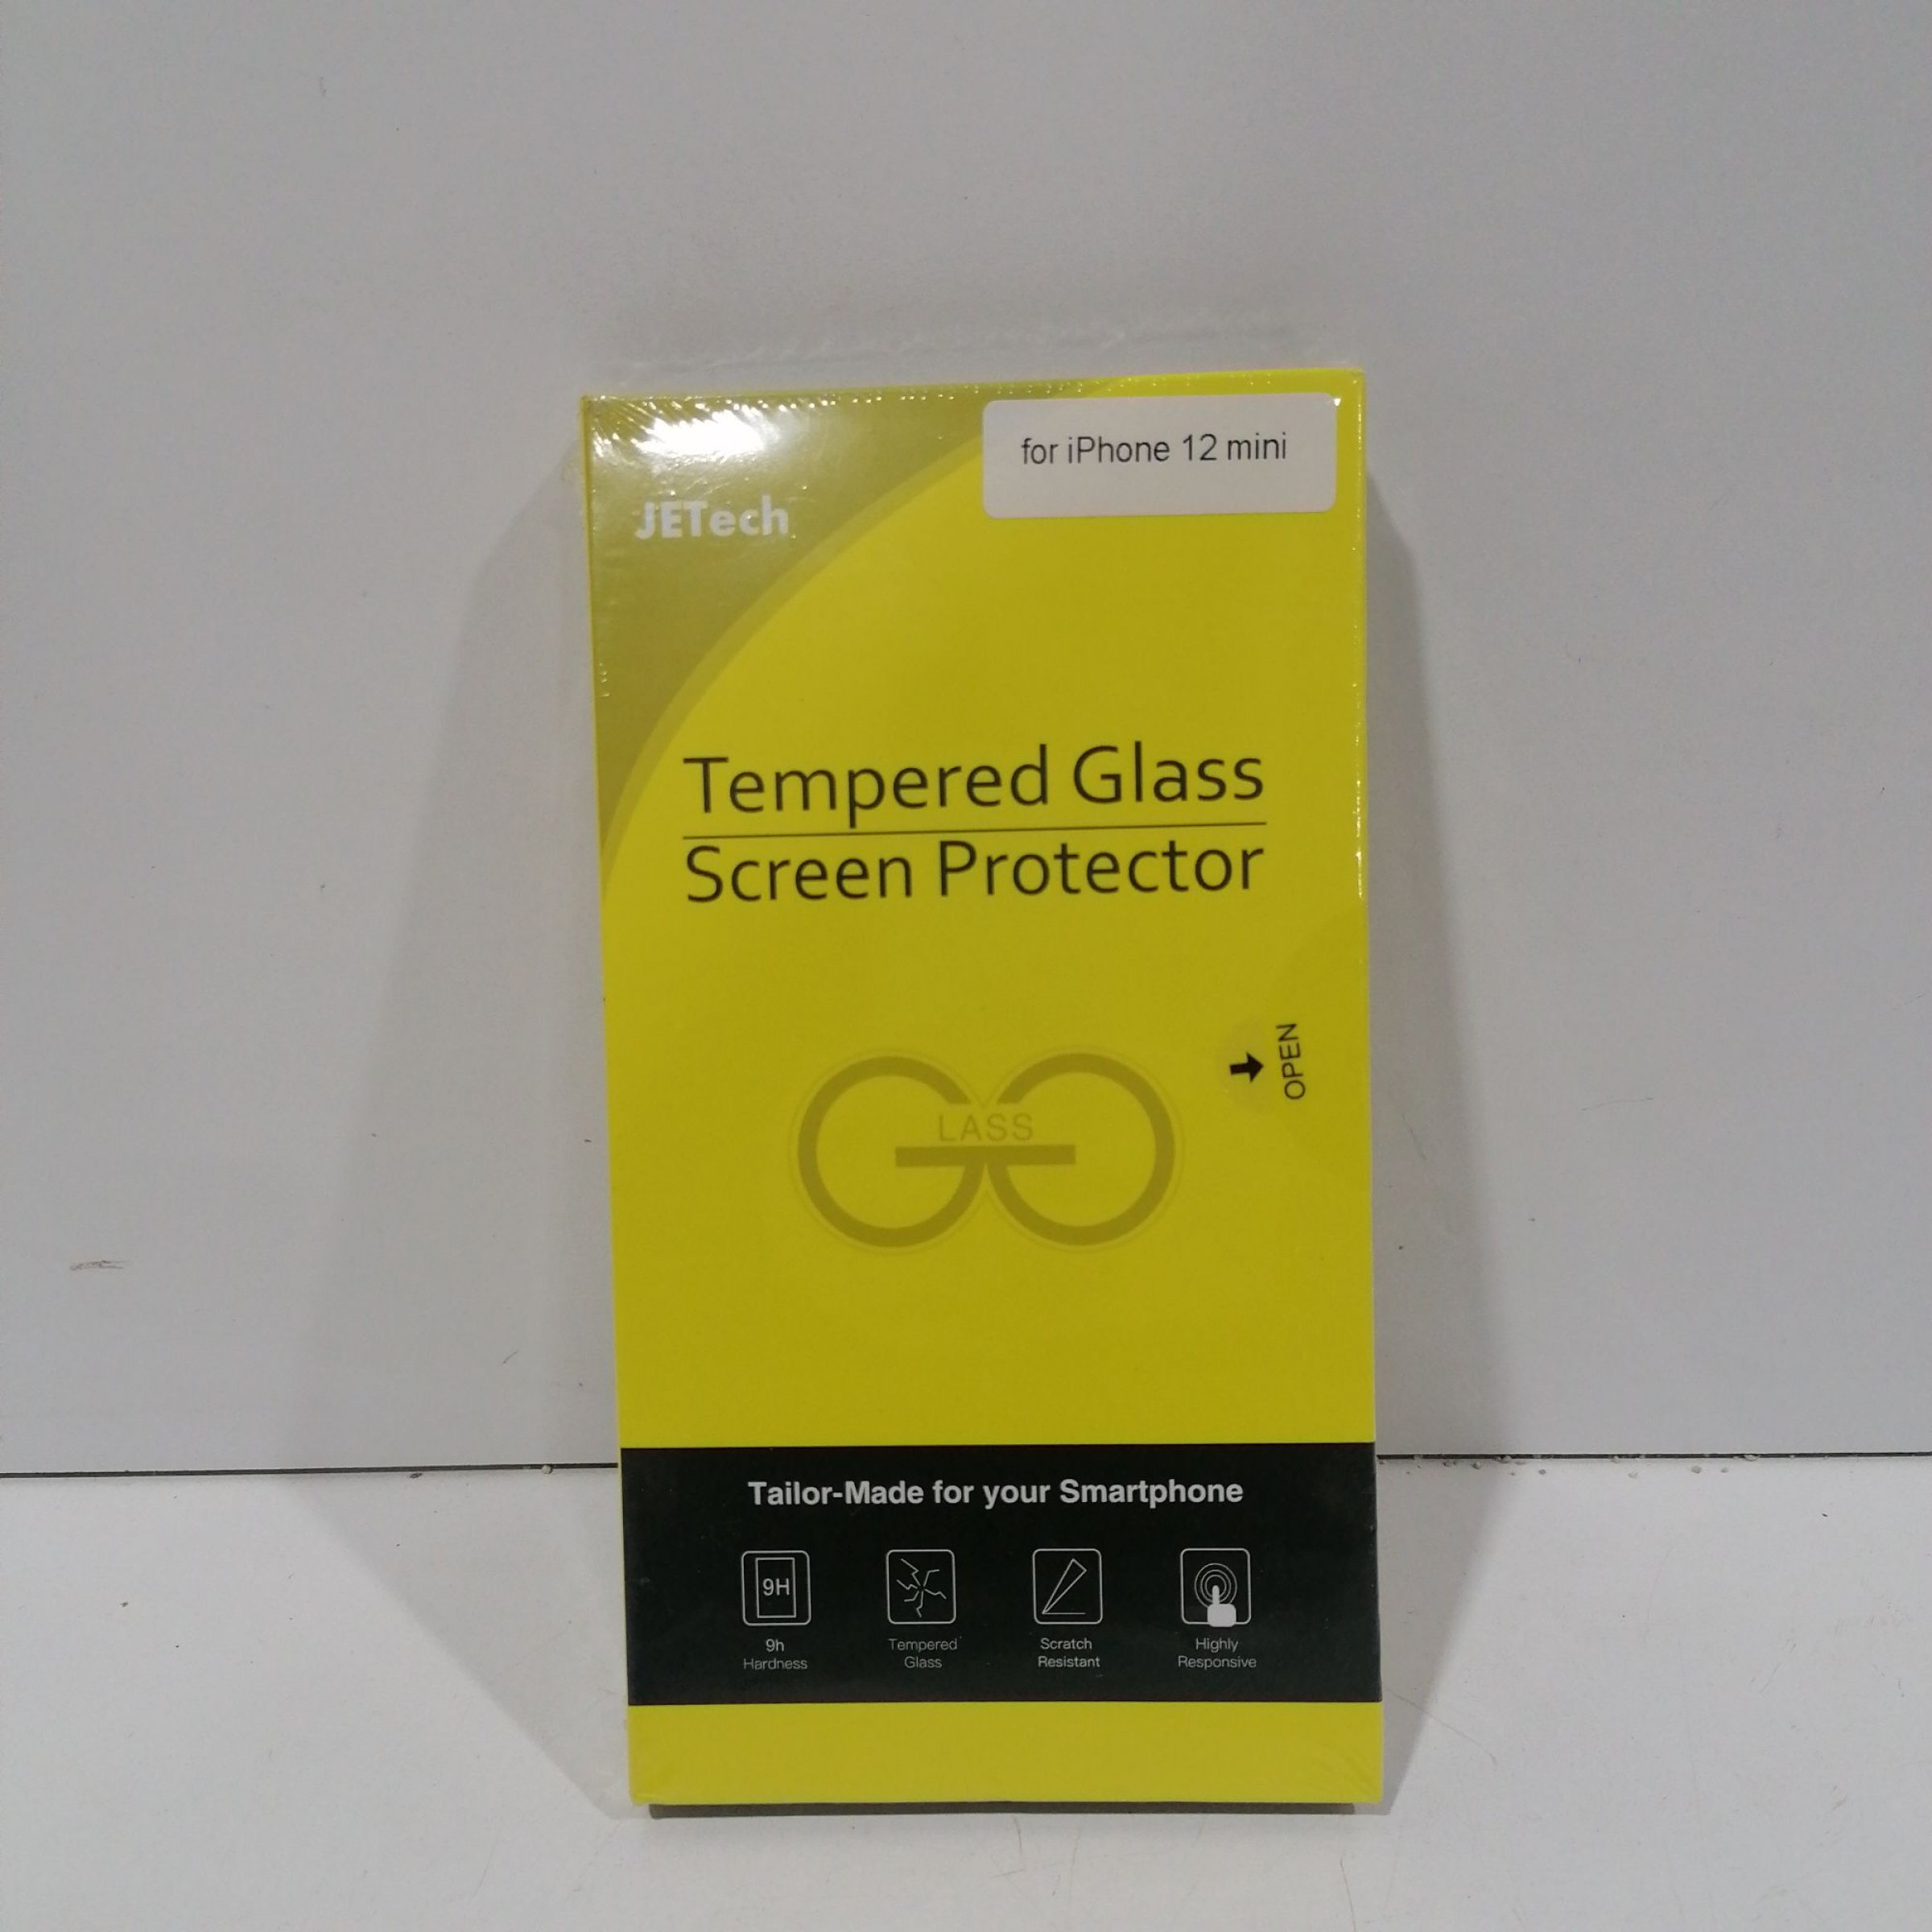 for iPhone 12 mini
JETech
Tempered Glass
Screen Protector
OPEN
LASS
Tailor-Made for your Smartphone
9H
9h
Hardness
Tempered
Glass
Scratch
Resistant
Highly
Responsive